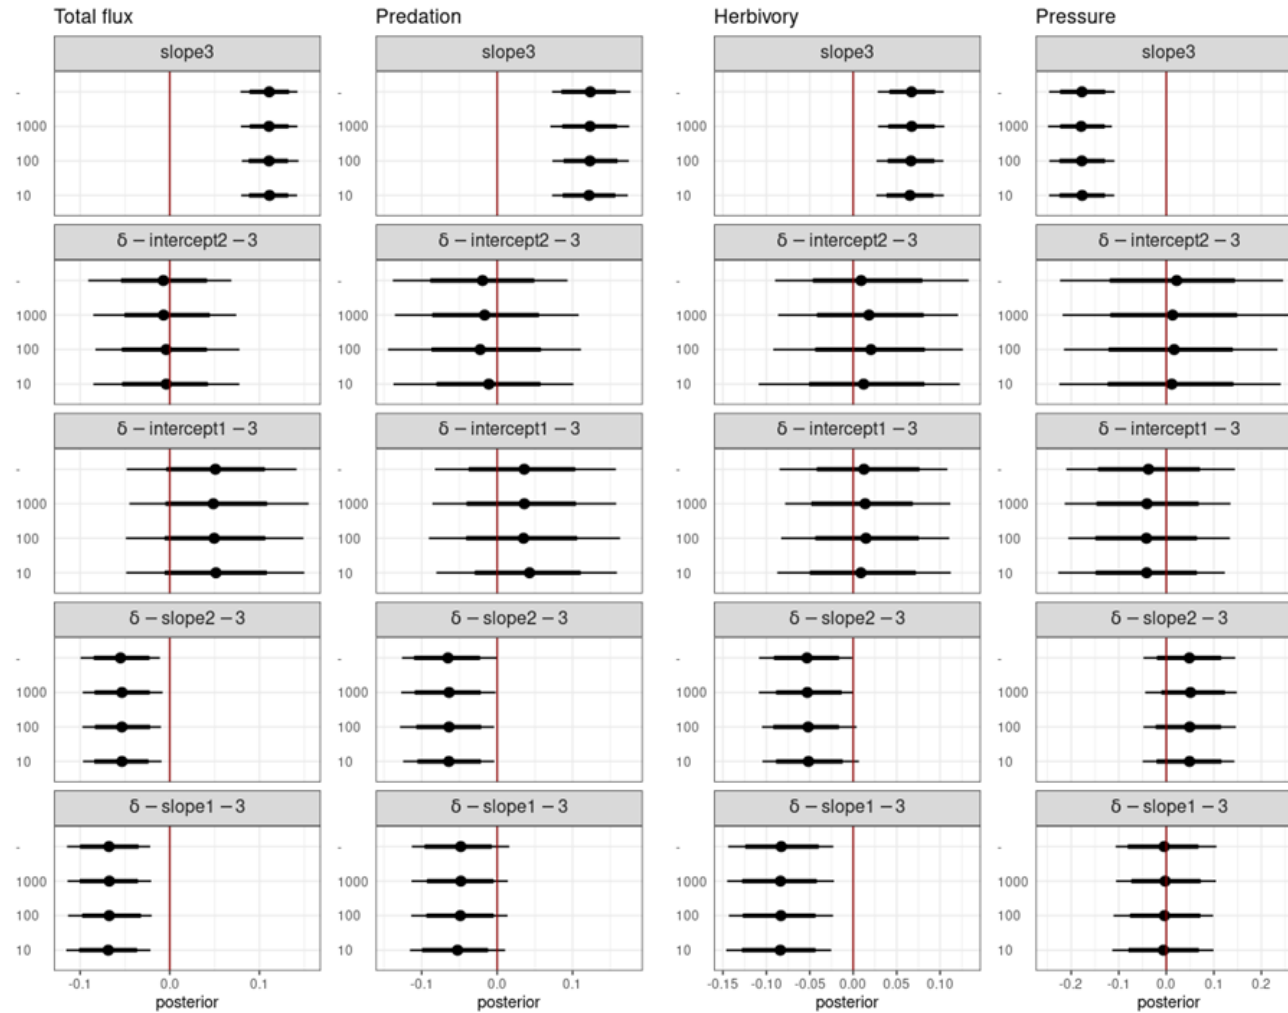 Total flux Predation Herbivory Pressure
slope3 slope3 slope3 slope3
- - - -
1000 1000 1000 1000
100 100 100 100
10 10 10 10
δ – intercept2 – 3 δ – intercept2 – 3 δ – intercept2 – 3 δ – intercept2 – 3
- - - -
1000 1000 1000 1000
100 100 100 100
10 10 10 10
δ – intercept1 – 3 δ – intercept1 – 3 δ – intercept1 – 3 δ – intercept1 – 3
- - - -
1000 1000 1000 1000
100 100 100 100
10 10 10 10
δ – slope2 – 3 δ – slope2 – 3 δ – slope2 – 3 δ – slope2 – 3
- - - -
1000 1000 1000 1000
100 100 100 100
10 10 10 10
δ – slope1 – 3 δ – slope1 – 3 δ – slope1 – 3 δ – slope1 – 3
- - - -
1000 1000 1000 1000
100 100 100 100
10 10 10 10
-0.1 0.0 0.1 -0.1 0.0 0.1 -0.15 -0.10 -0.05 0.00 0.05 0.10 -0.2 -0.1 0.0 0.1 0.2
posterior posterior posterior posterior